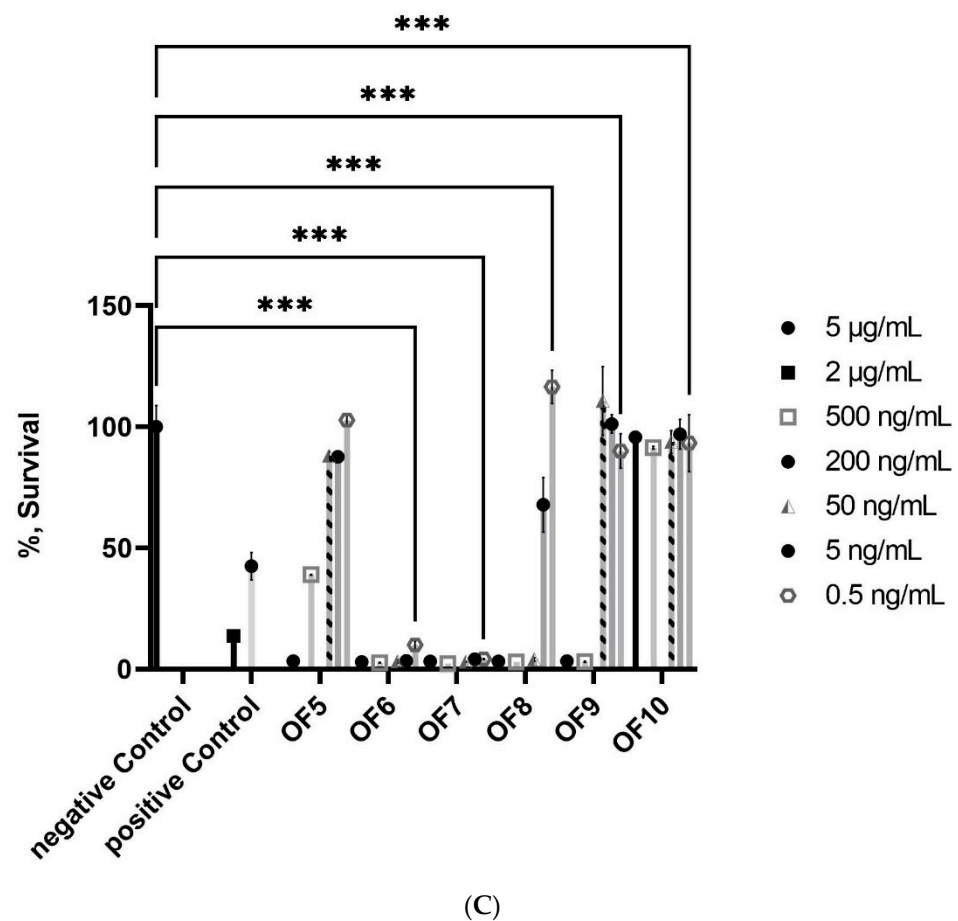 ***
***
***
***
***
150
100
50
0
%, Survival
negative Control
positive Control
OF5
OF6
OF7
OF8
OF9
OF10
5 µg/mL
2 µg/mL
500 ng/mL
200 ng/mL
50 ng/mL
5 ng/mL
0.5 ng/mL
(C)